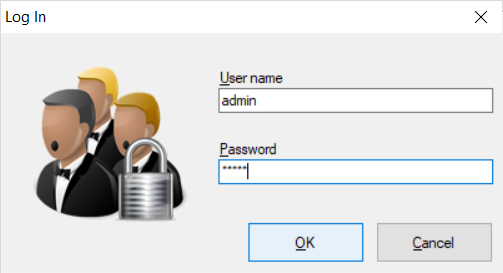 Log In
User name
admin
Password
*****
OK
Cancel